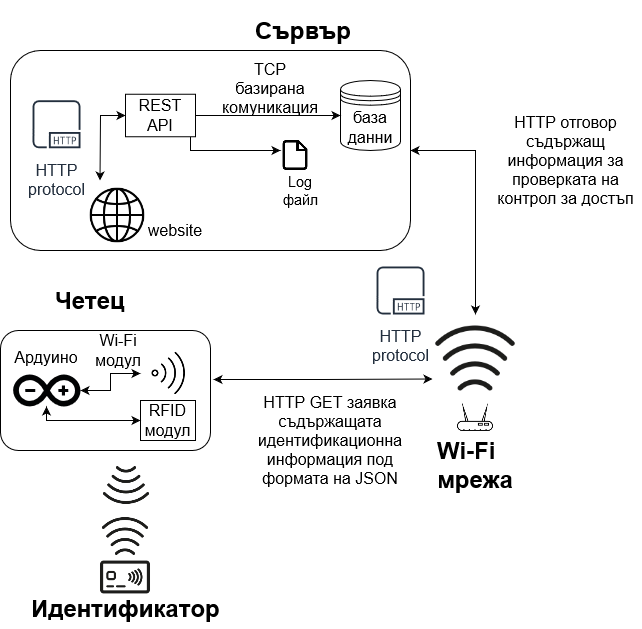 Сървър
TCP
базирана
комуникация
REST
API
база
данни
HTTP
HTTP
protocol
Log
файл
website
HTTP отговор
съдържащ
информация за
проверката на
контрол за достъп
Четец
Wi-Fi
модул
Ардуино
RFID
модул
HTTP
HTTP
protocol
HTTP GET заявка
съдържащата
идентификационна
информация под
формата на JSON
Wi-Fi
мрежа
Идентификатор